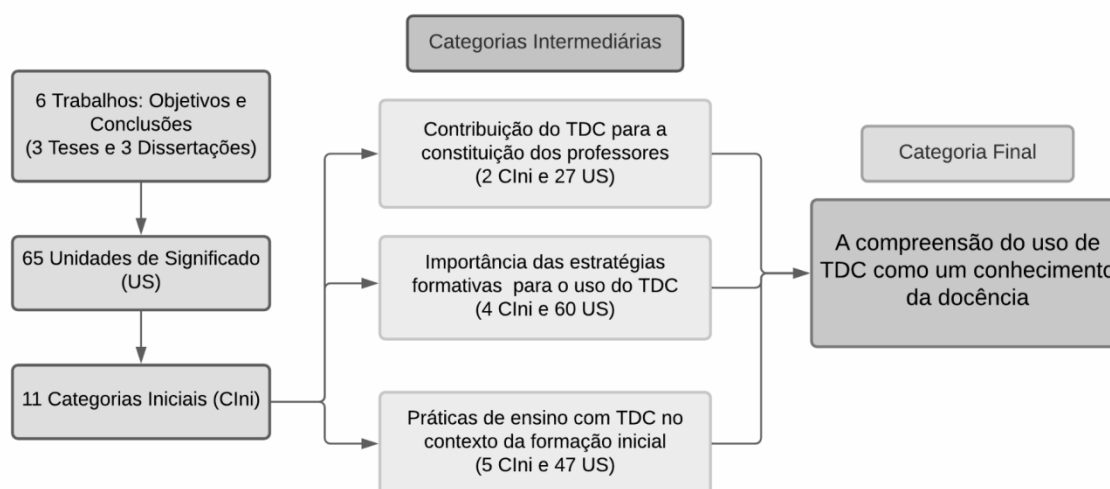 Categorias Intermediárias
6 Trabalhos: Objetivos e
Conclusões
(3 Teses e 3 Dissertações)
65 Unidades de Significado
(US)
11 Categorias Iniciais (CIni)
Contribuição do TDC para a
constituição dos professores
(2 CIni e 27 US)
Importância das estratégias
formativas para o uso do TDC
(4 CIni e 60 US)
Práticas de ensino com TDC no
contexto da formação inicial
(5 CIni e 47 US)
Categoria Final
A compreensão do uso de
TDC como um conhecimento
da docência